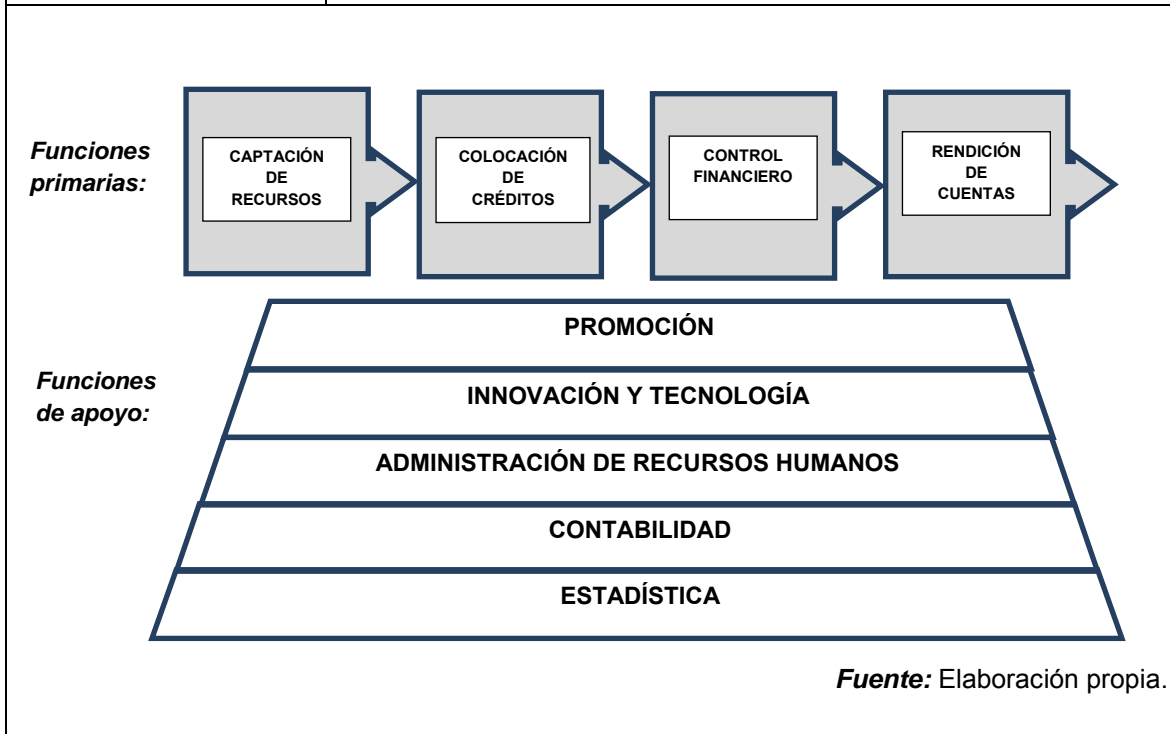 Funciones
primarias:
CAPTACIÓN
DE
RECURSOS
COLOCACIÓN
DE
CRÉDITOS
CONTROL
FINANCIERO
RENDICIÓN
DE
CUENTAS
Funciones
de apoyo:
PROMOCIÓN
INNOVACIÓN Y TECNOLOGÍA
ADMINISTRACIÓN DE RECURSOS HUMANOS
CONTABILIDAD
ESTADÍSTICA
Fuente: Elaboración propia.